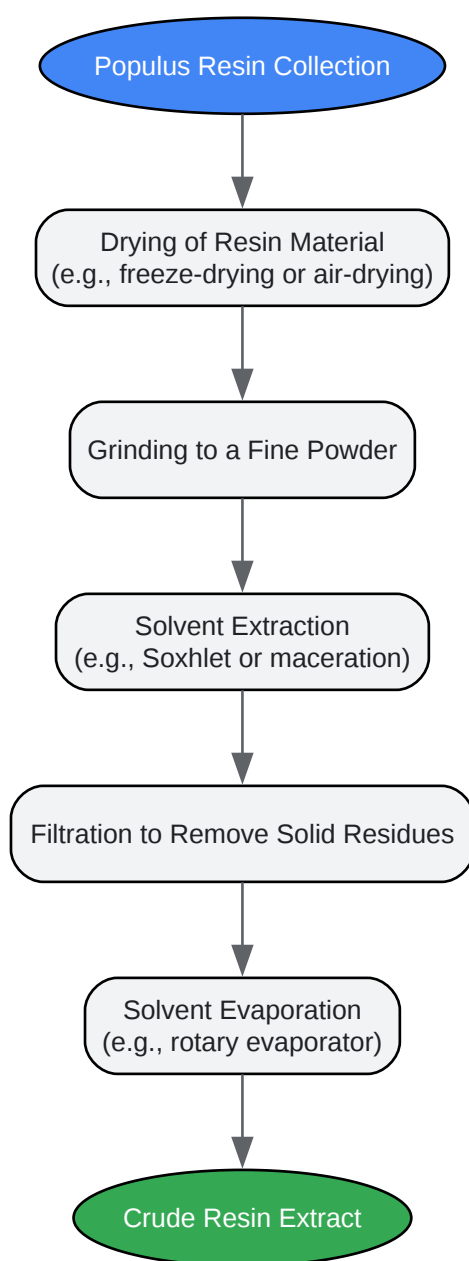 Populus Resin Collection
Drying of Resin Material
(e.g., freeze-drying or air-drying)
Grinding to a Fine Powder
Solvent Extraction
(e.g., Soxhlet or maceration)
Filtration to Remove Solid Residues
Solvent Evaporation
(e.g., rotary evaporator)
Crude Resin Extract